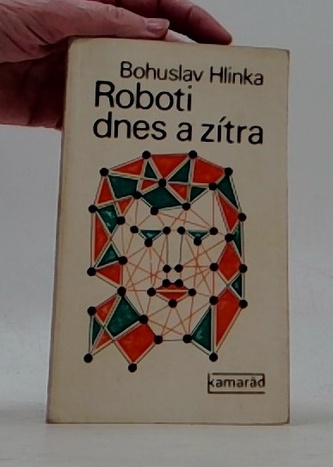 Bohuslav Hlinka
Roboti
dnes a zítra
kamarád